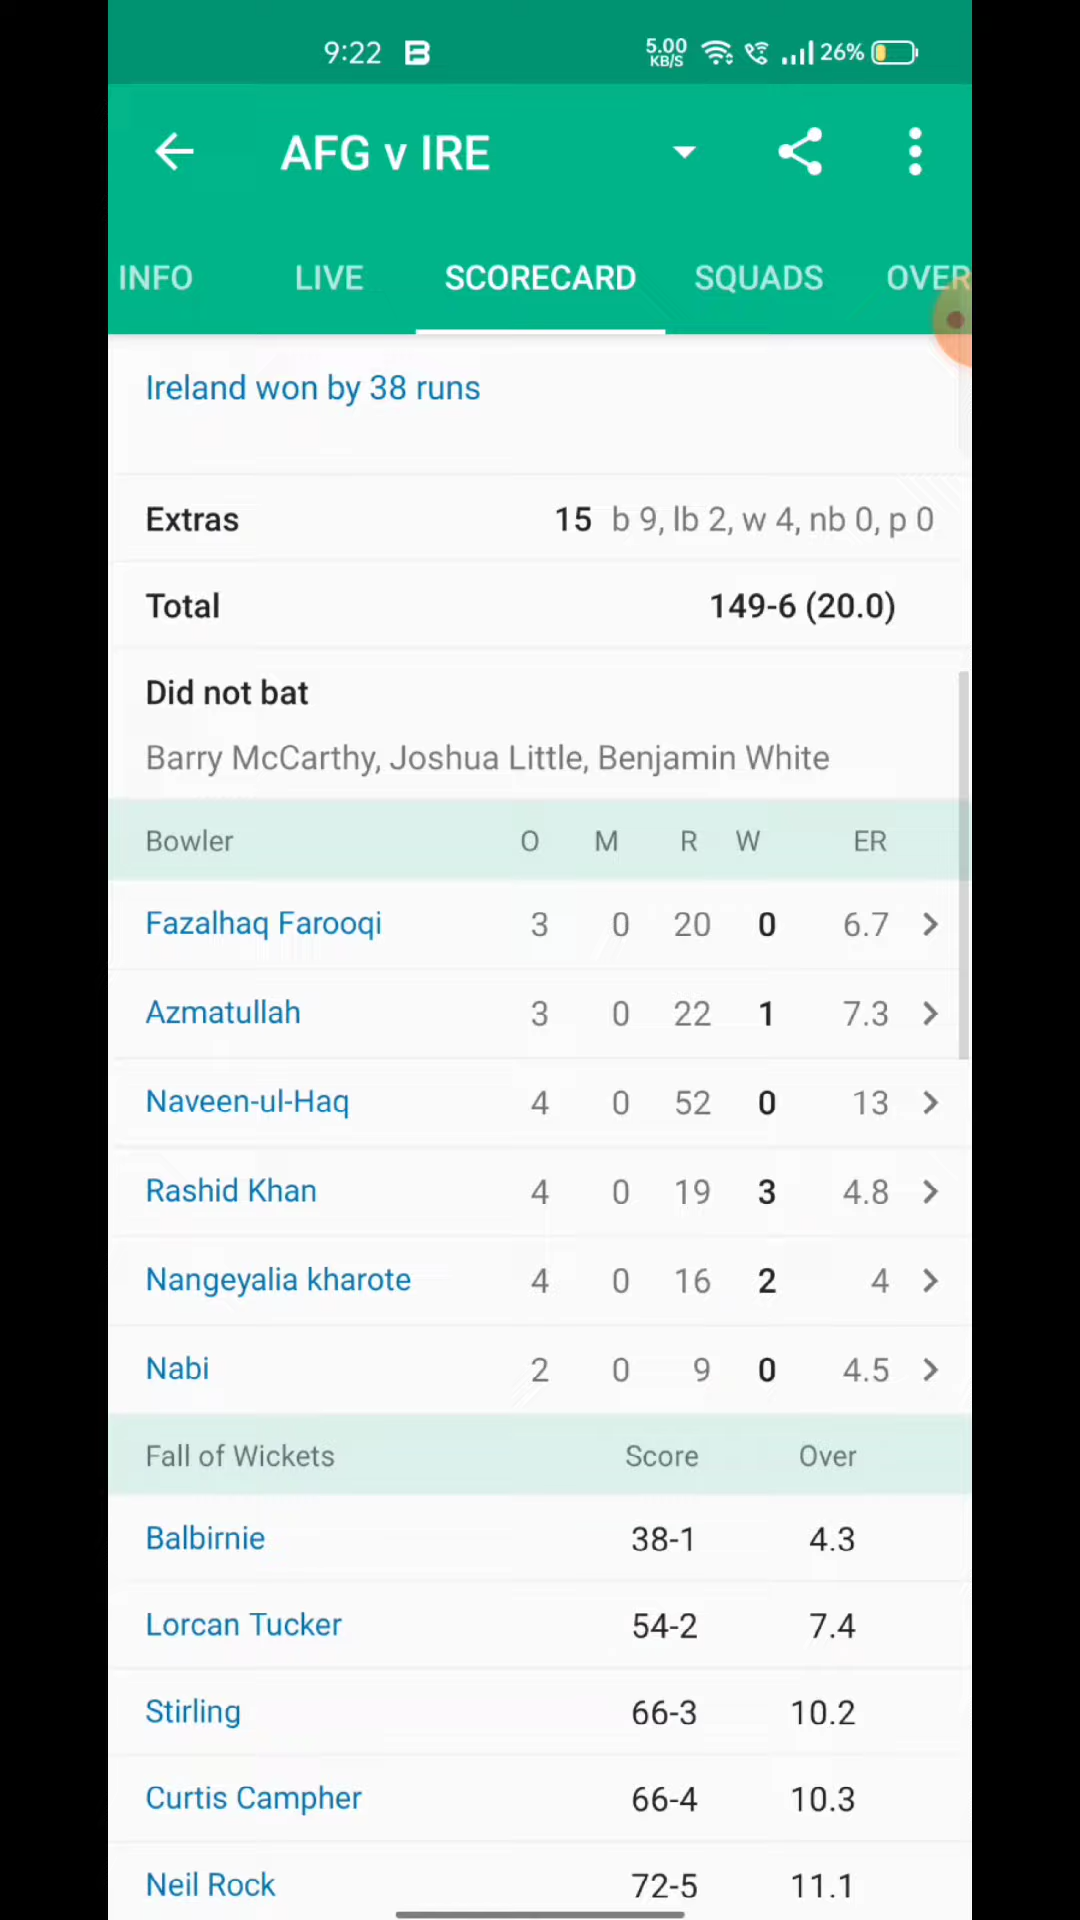 9:22 B 5.00 KB/S 26%
AFG v IRE
INFO LIVE SCORECARD SQUADS OVER
Ireland won by 38 runs
Extras 15 b 9, lb 2, w 4, nb 0, p 0
Total 149-6 (20.0)
Did not bat
Barry McCarthy, Joshua Little, Benjamin White
Bowler O M R W ER
Fazalhaq Farooqi 3 0 20 0 6.7
Azmatullah 3 0 22 1 7.3
Naveen-ul-Haq 4 0 52 0 13
Rashid Khan 4 0 19 3 4.8
Nangeyalia kharote 4 0 16 2 4
Nabi 2 0 9 0 4.5
Fall of Wickets Score Over
Balbirnie 38-1 4.3
Lorcan Tucker 54-2 7.4
Stirling 66-3 10.2
Curtis Campher 66-4 10.3
Neil Rock 72-5 11.1